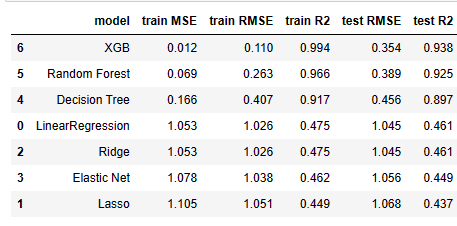 model train MSE train RMSE train R2 test RMSE test R2
6 XGB 0.012 0.110 0.994 0.354 0.938
5 Random Forest 0.069 0.263 0.966 0.389 0.925
4 Decision Tree 0.166 0.407 0.917 0.456 0.897
0 LinearRegression 1.053 1.026 0.475 1.045 0.461
2 Ridge 1.053 1.026 0.475 1.045 0.461
3 Elastic Net 1.078 1.038 0.462 1.056 0.449
1 Lasso 1.105 1.051 0.449 1.068 0.437